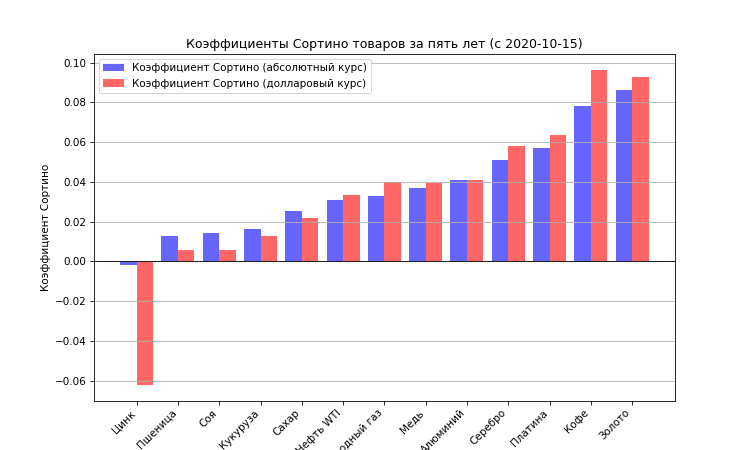 Коэффициенты Сортино товаров за пять лет (с 2020-10-15)
Коэффициент Сортино (абсолютный курс)
Коэффициент Сортино (долларовый курс)
Коэффициент Сортино
0.10
0.08
0.06
0.04
0.02
0.00
−0.02
−0.04
−0.06
Цинк
Пшеница
Соя
Кукуруза
Сахар
Нефть WTI
газ
Медь
Алюминий
Серебро
Платина
Кофе
Золото